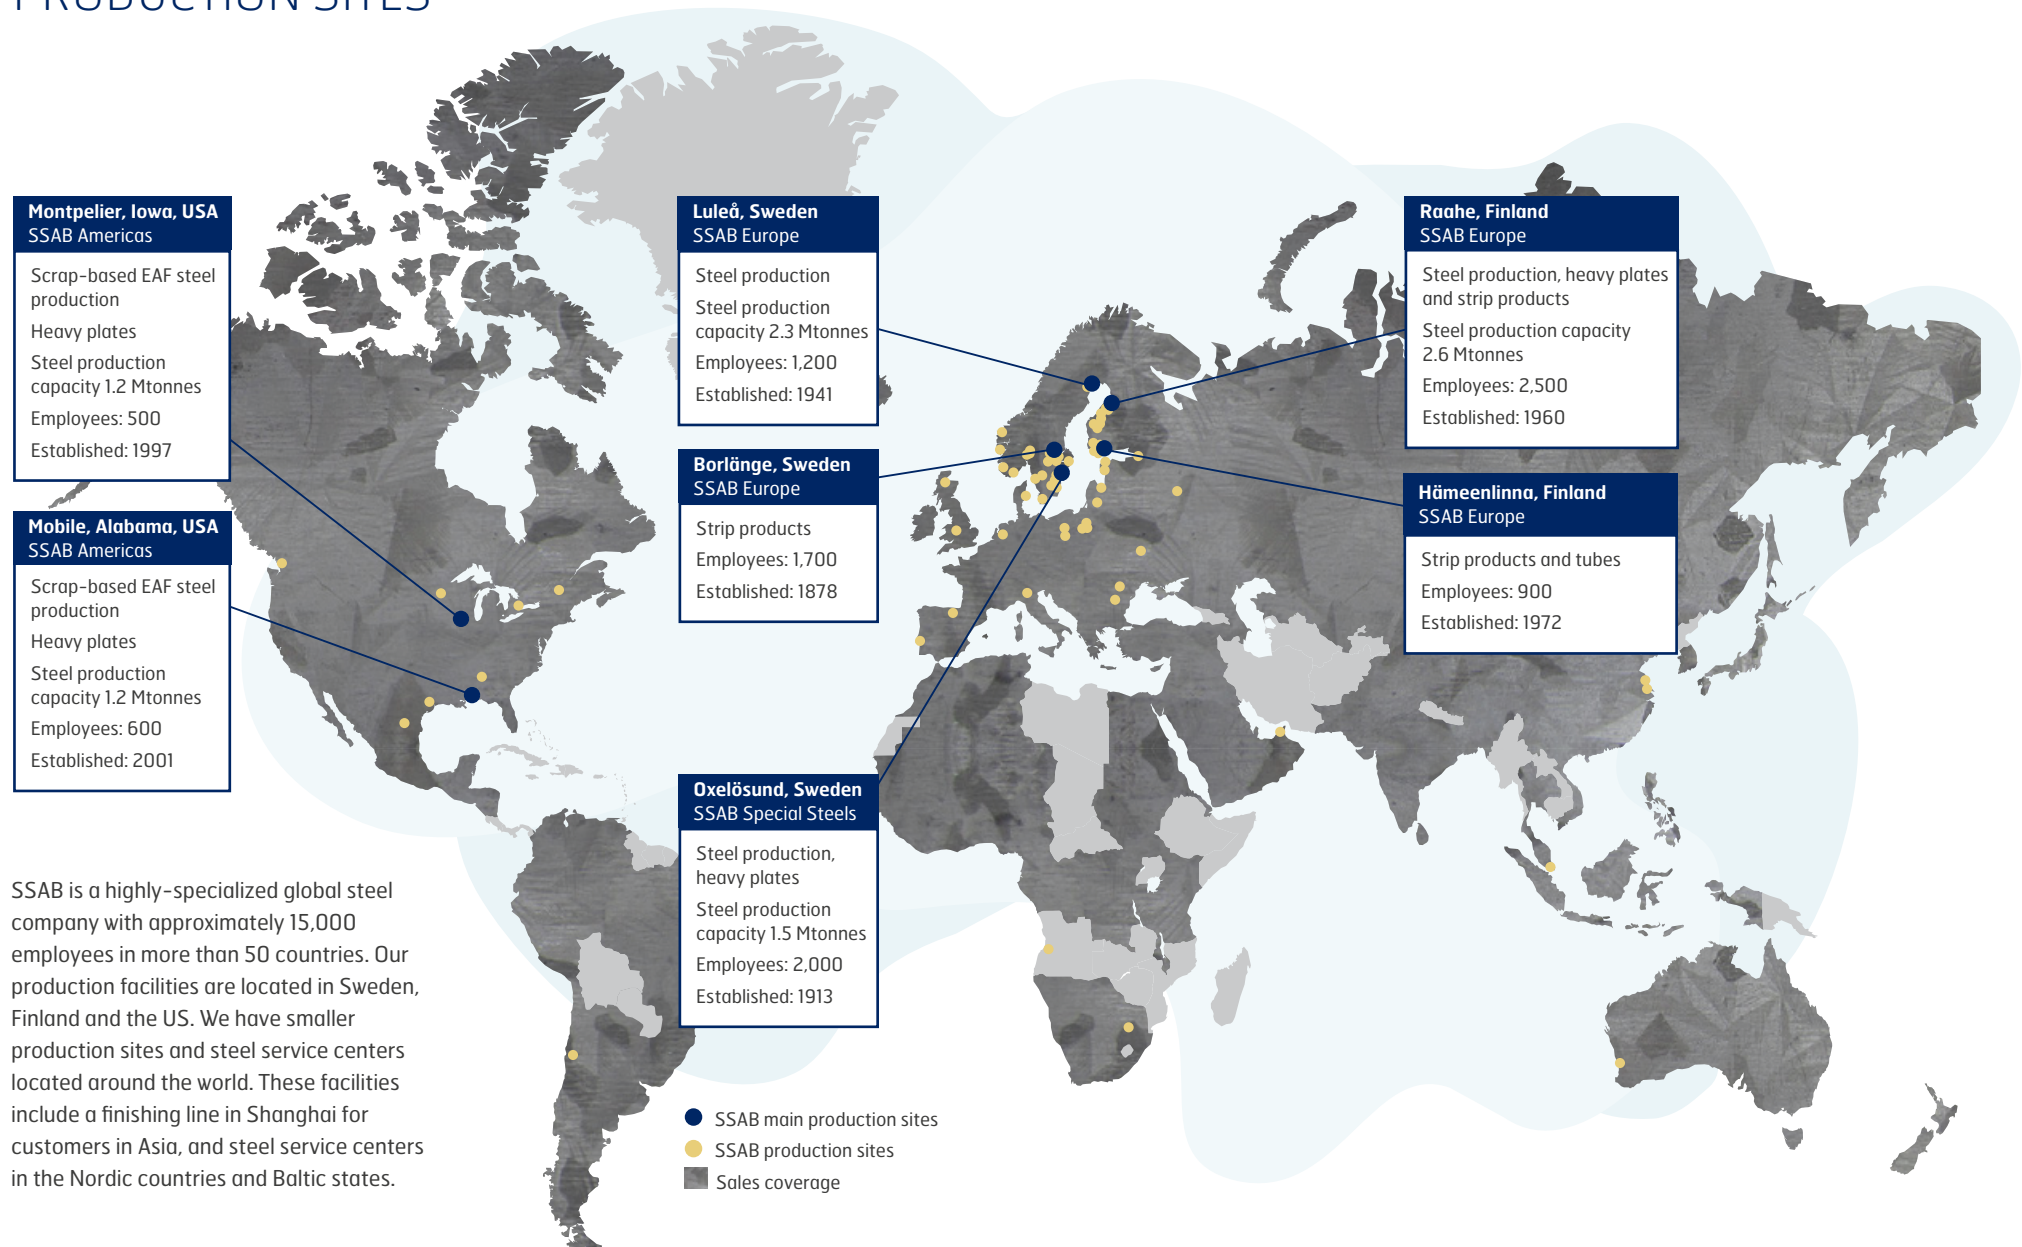 PRODUCTION SITES
Montpelier, Iowa, USA
SSAB Americas
Scrap-based EAF steel
production
Heavy plates
Steel production
capacity 1.2 Mtonnes
Employees: 500
Established: 1997
Mobile, Alabama, USA
SSAB Americas
Scrap-based EAF steel
production
Heavy plates
Steel production
capacity 1.2 Mtonnes
Employees: 600
Established: 2001
Luleå, Sweden
SSAB Europe
Steel production
Steel production
capacity 2.3 Mtonnes
Employees: 1,200
Established: 1941
Borlänge, Sweden
SSAB Europe
Strip products
Employees: 1,700
Established: 1878
Oxelösund, Sweden
SSAB Special Steels
Steel production,
heavy plates
Steel production
capacity 1.5 Mtonnes
Employees: 2,000
Established: 1913
Raahe, Finland
SSAB Europe
Steel production, heavy plates
and strip products
Steel production capacity
2.6 Mtonnes
Employees: 2,500
Established: 1960
Hämeenlinna, Finland
SSAB Europe
Strip products and tubes
Employees: 900
Established: 1972
SSAB is a highly-specialized global steel
company with approximately 15,000
employees in more than 50 countries. Our
production facilities are located in Sweden,
Finland and the US. We have smaller
production sites and steel service centers
located around the world. These facilities
include a finishing line in Shanghai for
customers in Asia, and steel service centers
in the Nordic countries and Baltic states.
SSAB main production sites
SSAB production sites
Sales coverage